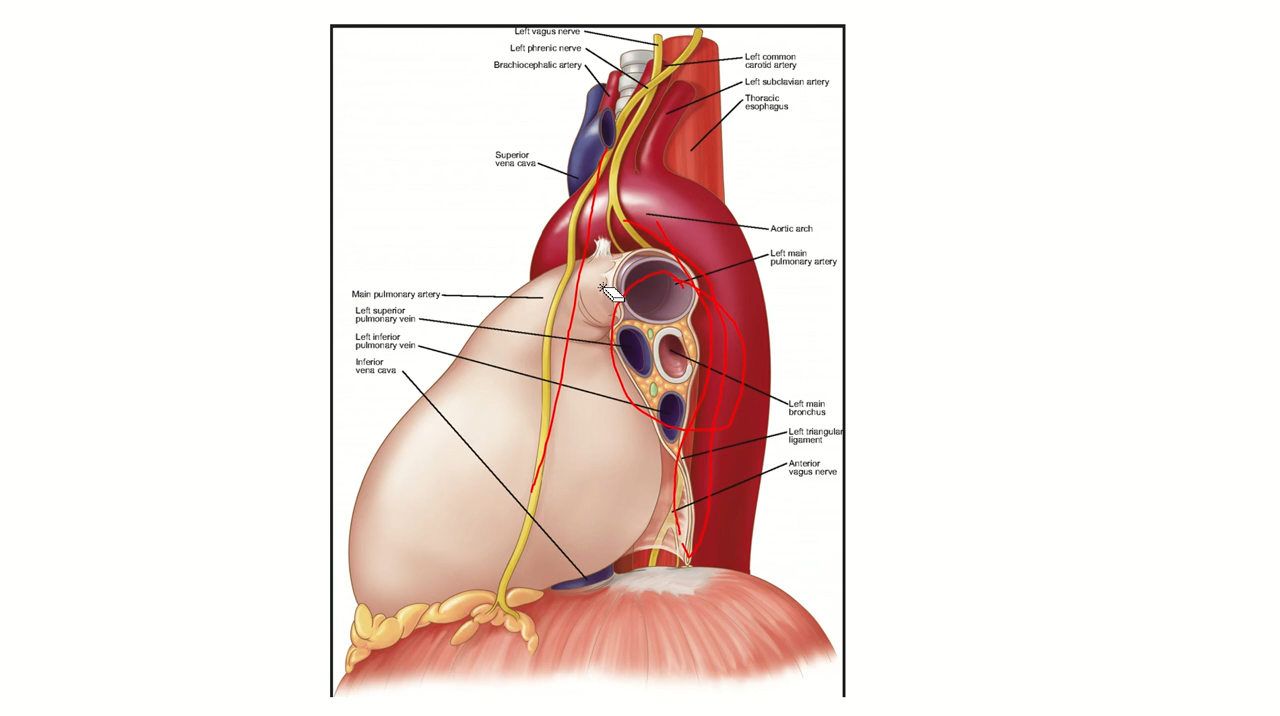 Left vagus nerve
Left phrenic nerve
Brachiocephalic artery
Left common
carotid artery
Left subclavian artery
Thoracic
esophagus
Superior
vena cava
Aortic arch
Left main
pulmonary artery
Main pulmonary artery
Left superior
pulmonary vein
Left inferior
pulmonary vein
Inferior
vena cava
Left main
bronchus
Left triangular
ligament
Anterior
vagus nerve